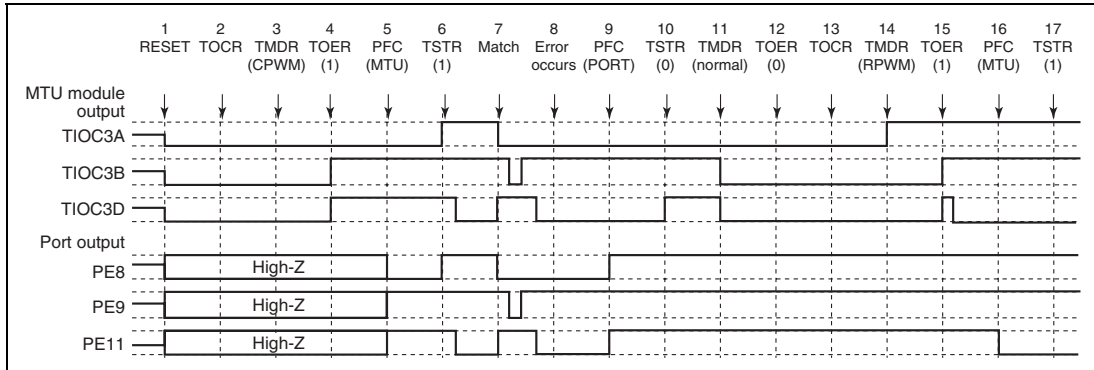 1 2 3 4 5 6 7 8 9 10 11 12 13 14 15 16 17
RESET TOCR TMDR TOER PFC TSTR Match Error PFC TSTR TMDR TOER TOCR TMDR TOER PFC TSTR
(CPWM) (1) (MTU) (1) occurs (PORT) (0) (normal) (0) (RPWM) (1) (MTU) (1)
MTU module
output
TIOC3A
TIOC3B
TIOC3D
Port output
PE8 High-Z
PE9 High-Z
PE11 High-Z